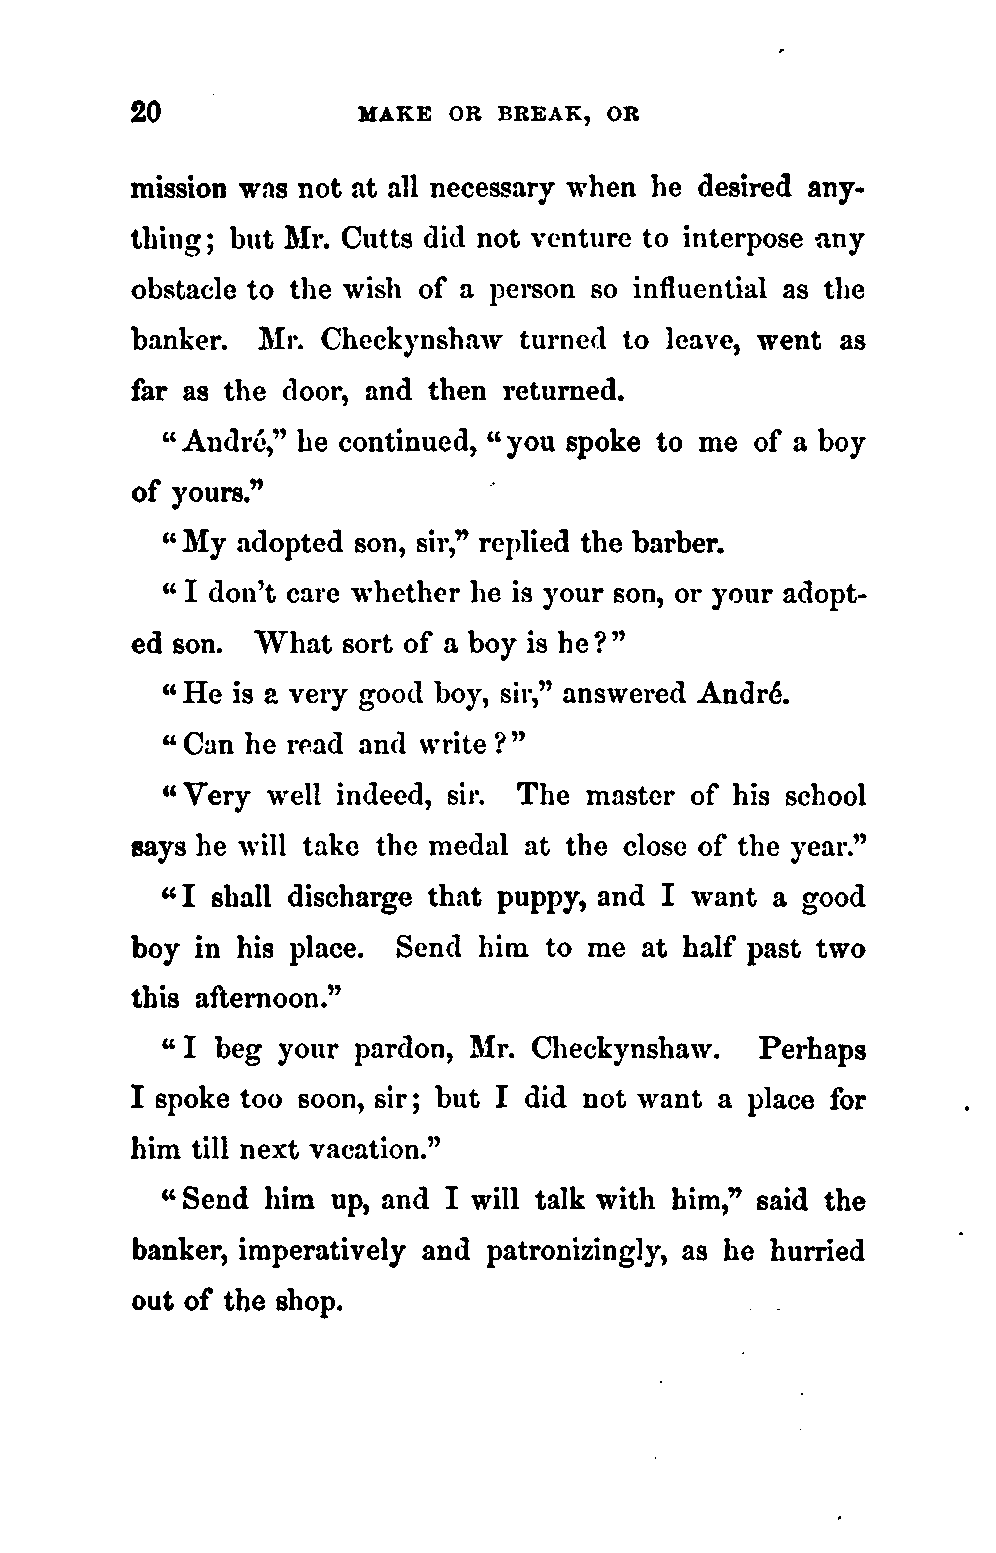 20 MAKE OR BREAK, OR
mission was not at all necessary when he desired any-
thing; but Mr. Cutts did not venture to interpose any
obstacle to the wish of a person so influential as the
banker. Mr. Checkynshaw turned to leave, went as
far as the door, and then returned.
“André,” he continued, “you spoke to me of a boy
of yours.”
“My adopted son, sir,” replied the barber.
“I don’t care whether he is your son, or your adopt-
ed son. What sort of a boy is he?”
“He is a very good boy, sir,” answered André.
“Can he read and write?”
“Very well indeed, sir. The master of his school
says he will take the medal at the close of the year.”
“I shall discharge that puppy, and I want a good
boy in his place. Send him to me at half past two
this afternoon.”
“I beg your pardon, Mr. Checkynshaw. Perhaps
I spoke too soon, sir; but I did not want a place for
him till next vacation.”
“Send him up, and I will talk with him,” said the
banker, imperatively and patronizingly, as he hurried
out of the shop.